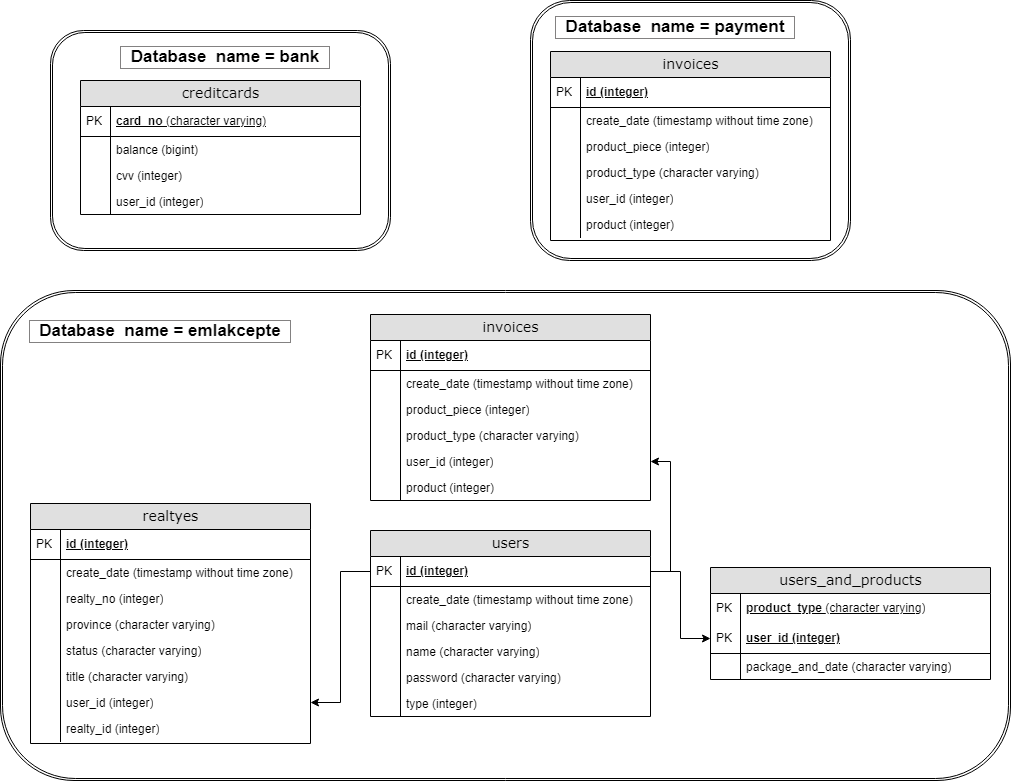 Database name = bank
creditcards
PK card_no (character varying)
balance (bigint)
cvv (integer)
user_id (integer)
Database name = payment
invoices
PK id (integer)
create_date (timestamp without time zone)
product_piece (integer)
product_type (character varying)
user_id (integer)
product (integer)
Database name = emlakcepte
invoices
PK id (integer)
create_date (timestamp without time zone)
product_piece (integer)
product_type (character varying)
user_id (integer)
product (integer)
realtyes
PK id (integer)
create_date (timestamp without time zone)
realty_no (integer)
province (character varying)
status (character varying)
title (character varying)
user_id (integer)
realty_id (integer)
users
PK id (integer)
create_date (timestamp without time zone)
mail (character varying)
name (character varying)
password (character varying)
type (integer)
users_and_products
PK product_type (character varying)
PK user_id (integer)
package_and_date (character varying)